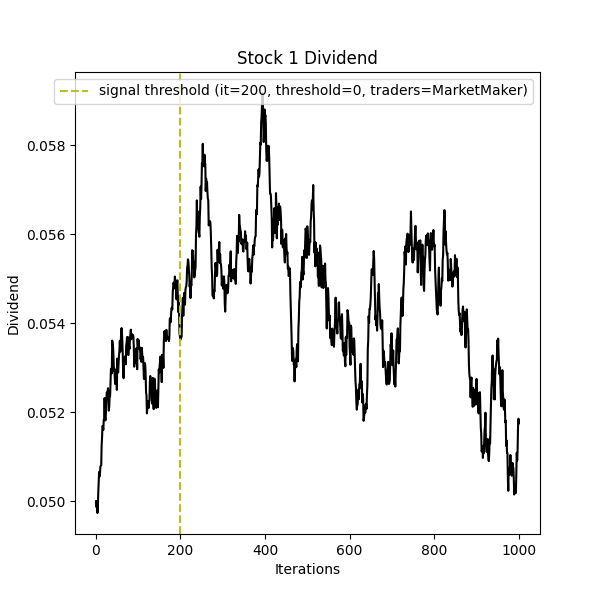 Stock 1 Dividend
signal threshold (it=200, threshold=0, traders=MarketMaker)
0.058
0.056
0.054
0.052
0.050
Dividend
0 200 400 600 800 1000
Iterations